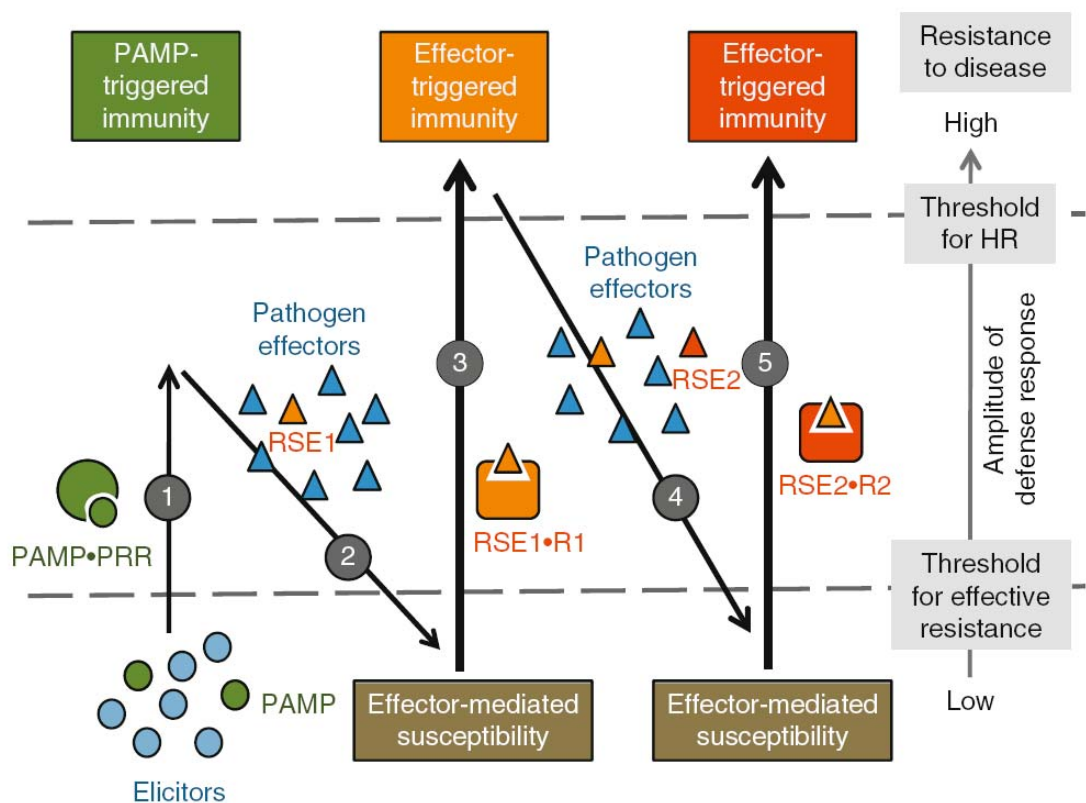 PAMP-
triggered
immunity
Effector-
triggered
immunity
Effector-
triggered
immunity
Resistance
to disease
High
Threshold
for HR
Pathogen
effectors
Pathogen
effectors
3
5
RSE1
RSE2
1
PAMP•PRR
2
RSE1•R1
4
RSE2•R2
Amplitude of
defense response
Threshold
for effective
resistance
PAMP
Elicitors
Effector-mediated
susceptibility
Effector-mediated
susceptibility
Low